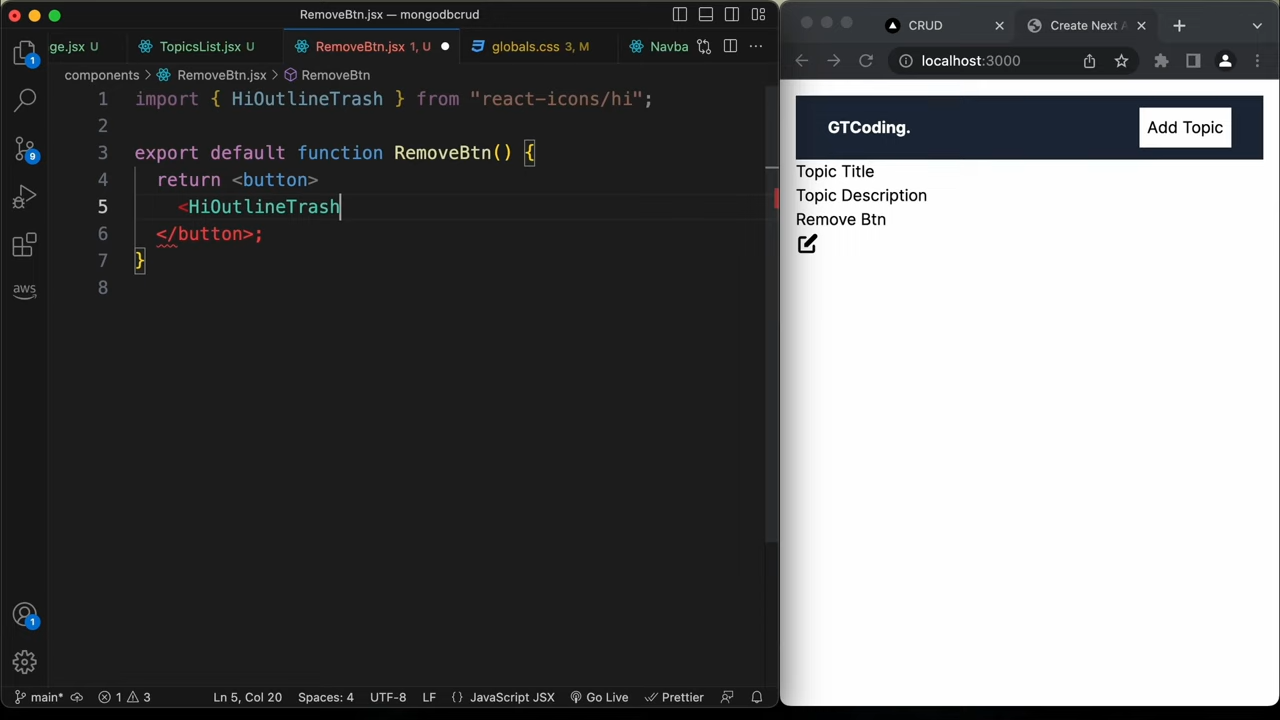 RemoveBtn.jsx — mongodbcrud
ge.jsx U
TopicsList.jsx U
RemoveBtn.jsx 1, U
globals.css 3, M
Navba
components > RemoveBtn.jsx > RemoveBtn
1 import { HiOutlineTrash } from "react-icons/hi";
2
3 export default function RemoveBtn() {
4 return <button>
5 <HiOutlineTrash
6 </button>;
7 }
8
1
9
aws
1
main* 1 3 Ln 5, Col 20 Spaces: 4 UTF-8 LF {} JavaScript JSX Go Live Prettier
CRUD
Create Next A
localhost:3000
GTCoding.
Add Topic
Topic Title
Topic Description
Remove Btn